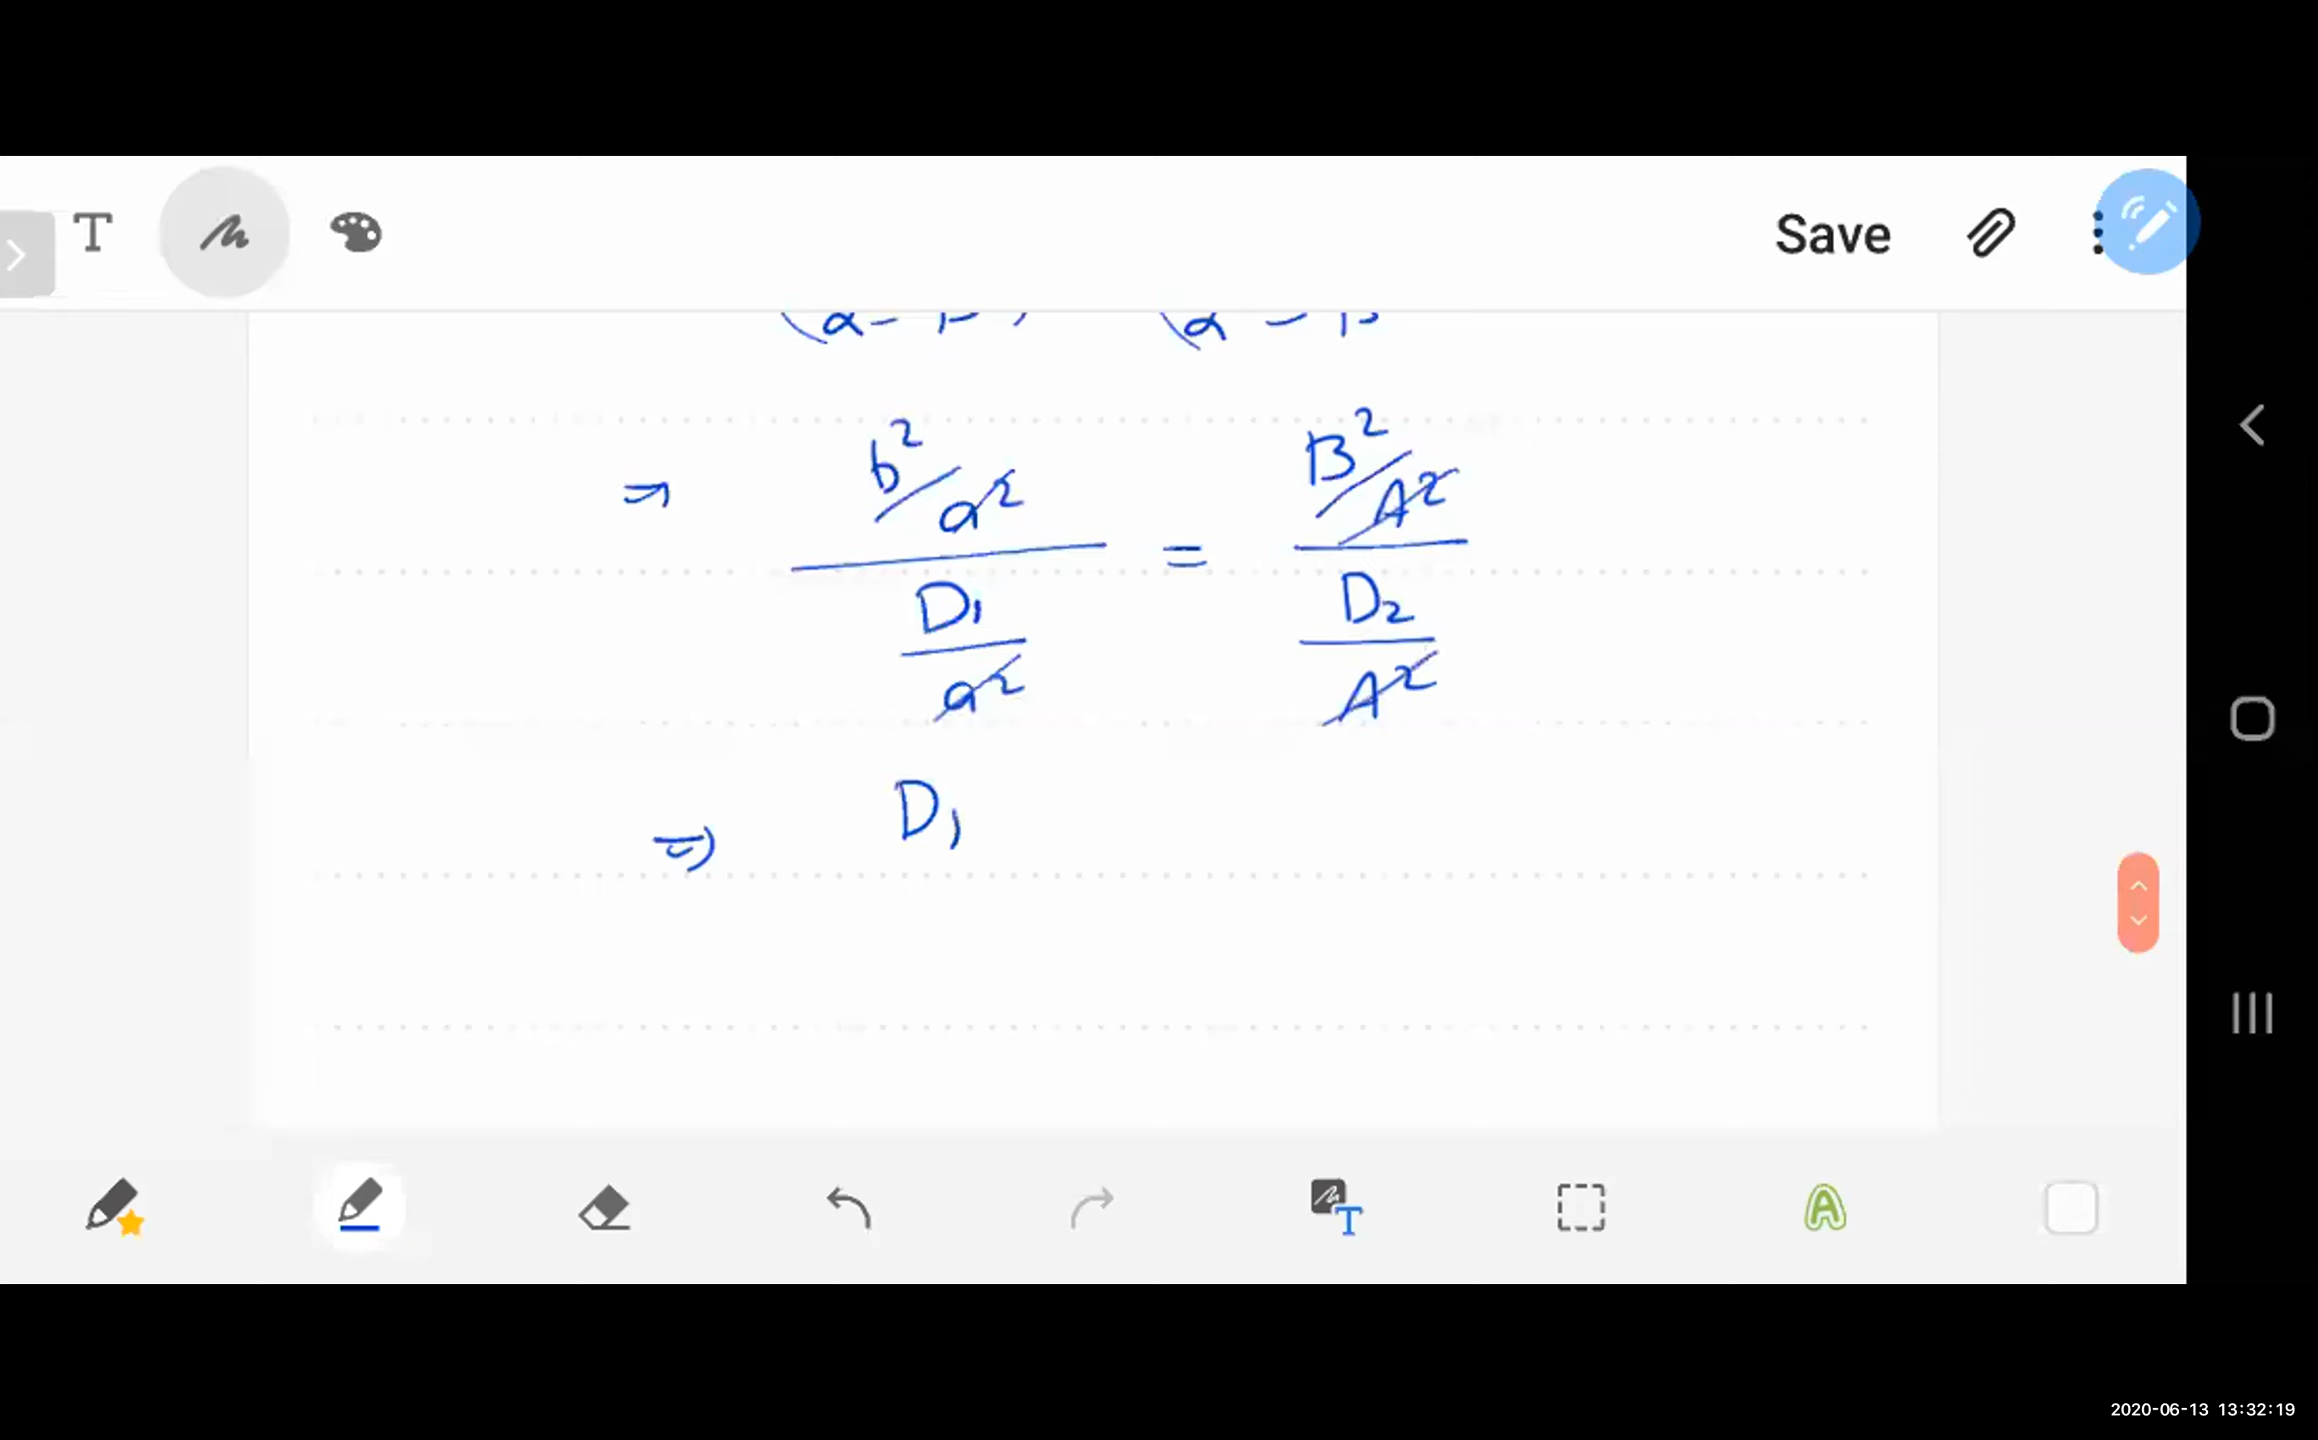 T Save
(α - β) (α - β
⇒ b²/a² / D₁/a² = B²/A² / D₂/A²
⇒ D₁
T A
2020-06-13 13:32:19